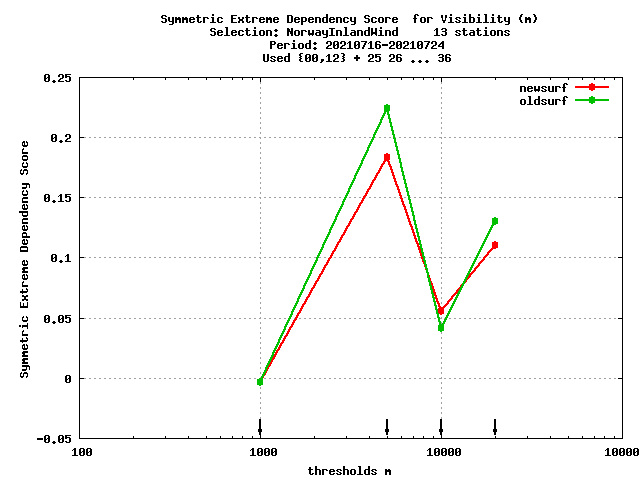 Symmetric Extreme Dependency Score  for Visibility (m)
Selection: NorwayInlandWind     13 stations
Period: 20210716-20210724
Used {00,12} + 25 26 ... 36
newsurf
oldsurf
Symmetric Extreme Dependency Score
0.25
0.2
0.15
0.1
0.05
0
-0.05
100 1000 10000 10000
thresholds m